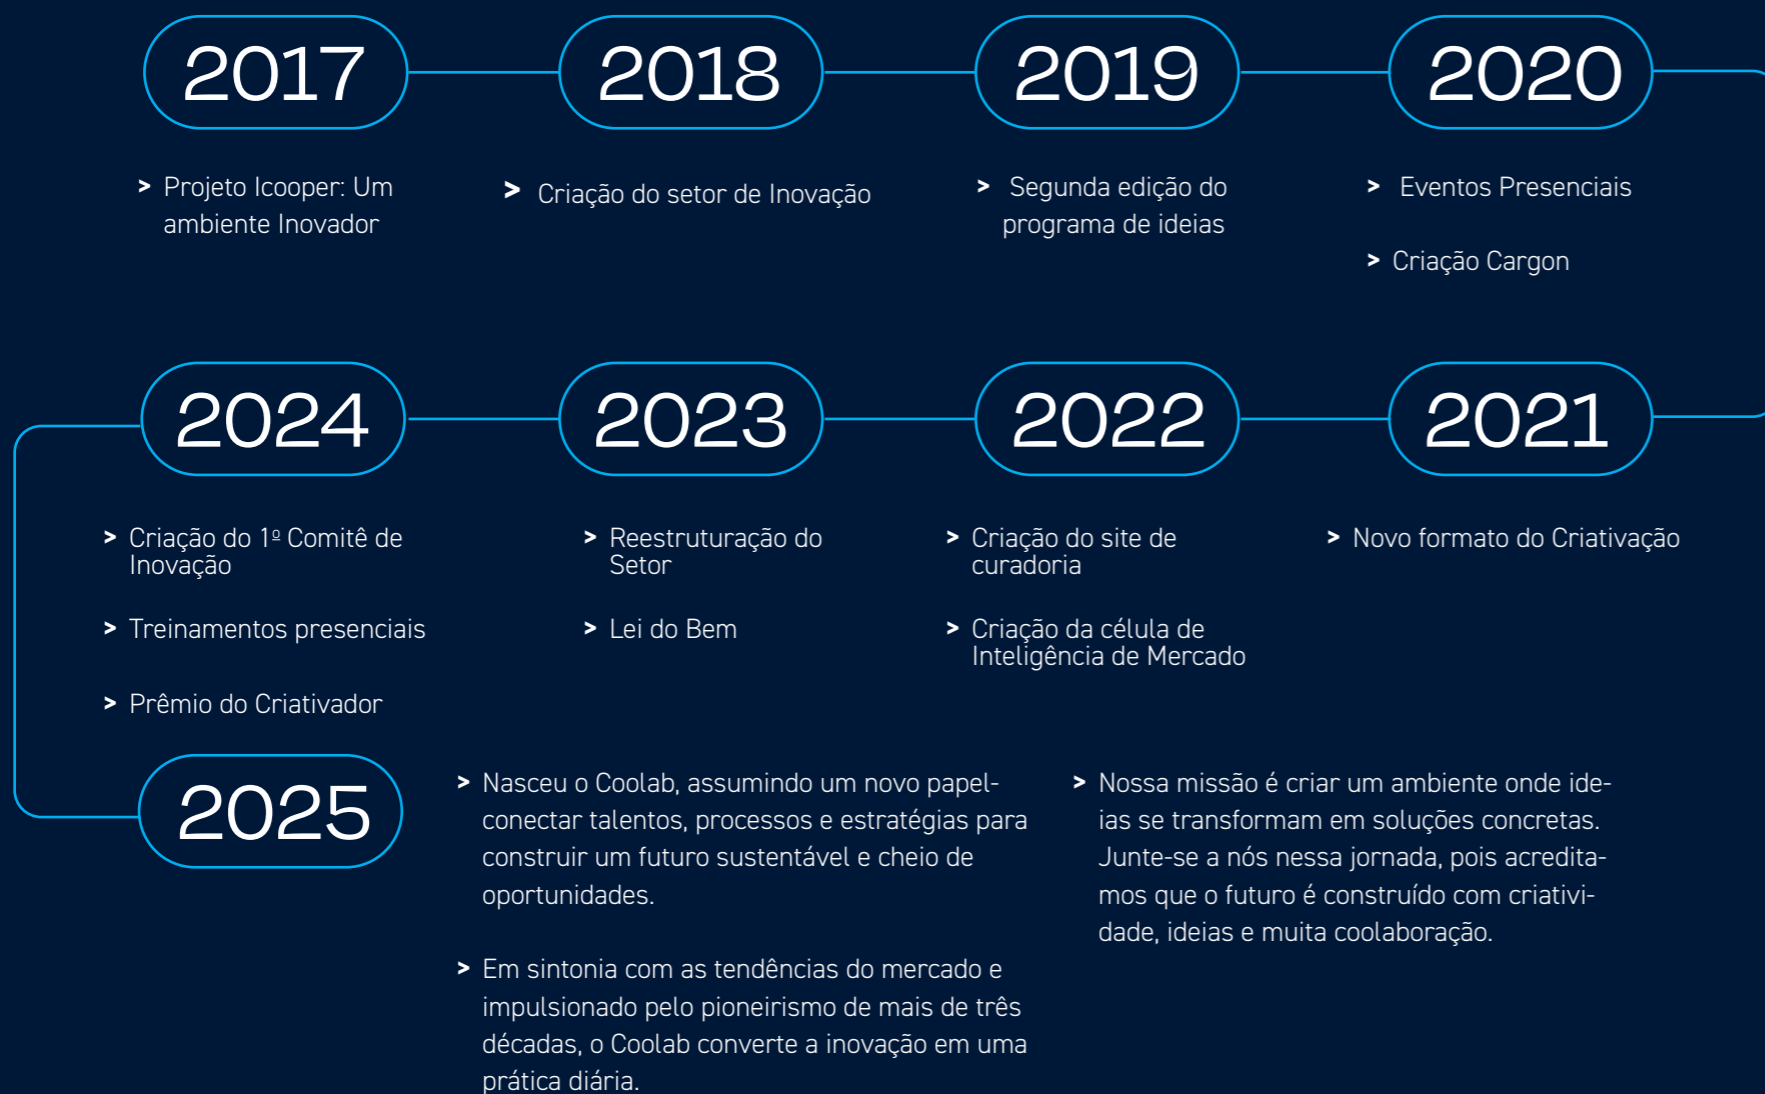 2017
2018
2019
2020
> Projeto Icooper: Um
ambiente Inovador
> Criação do setor de Inovação
> Segunda edição do
programa de ideias
> Eventos Presenciais
> Criação Cargon
2024
2023
2022
2021
> Criação do 1º Comitê de
Inovação
> Treinamentos presenciais
> Prêmio do Criativador
> Reestruturação do
Setor
> Lei do Bem
> Criação do site de
curadoria
> Criação da célula de
Inteligência de Mercado
> Novo formato do Criativação
2025
> Nasceu o Coolab, assumindo um novo papel-
conectar talentos, processos e estratégias para
construir um futuro sustentável e cheio de
oportunidades.
> Em sintonia com as tendências do mercado e
impulsionado pelo pioneirismo de mais de três
décadas, o Coolab converte a inovação em uma
prática diária.
> Nossa missão é criar um ambiente onde ide-
ias se transformam em soluções concretas.
Junte-se a nós nessa jornada, pois acredita-
mos que o futuro é construído com criativi-
dade, ideias e muita coolaboração.